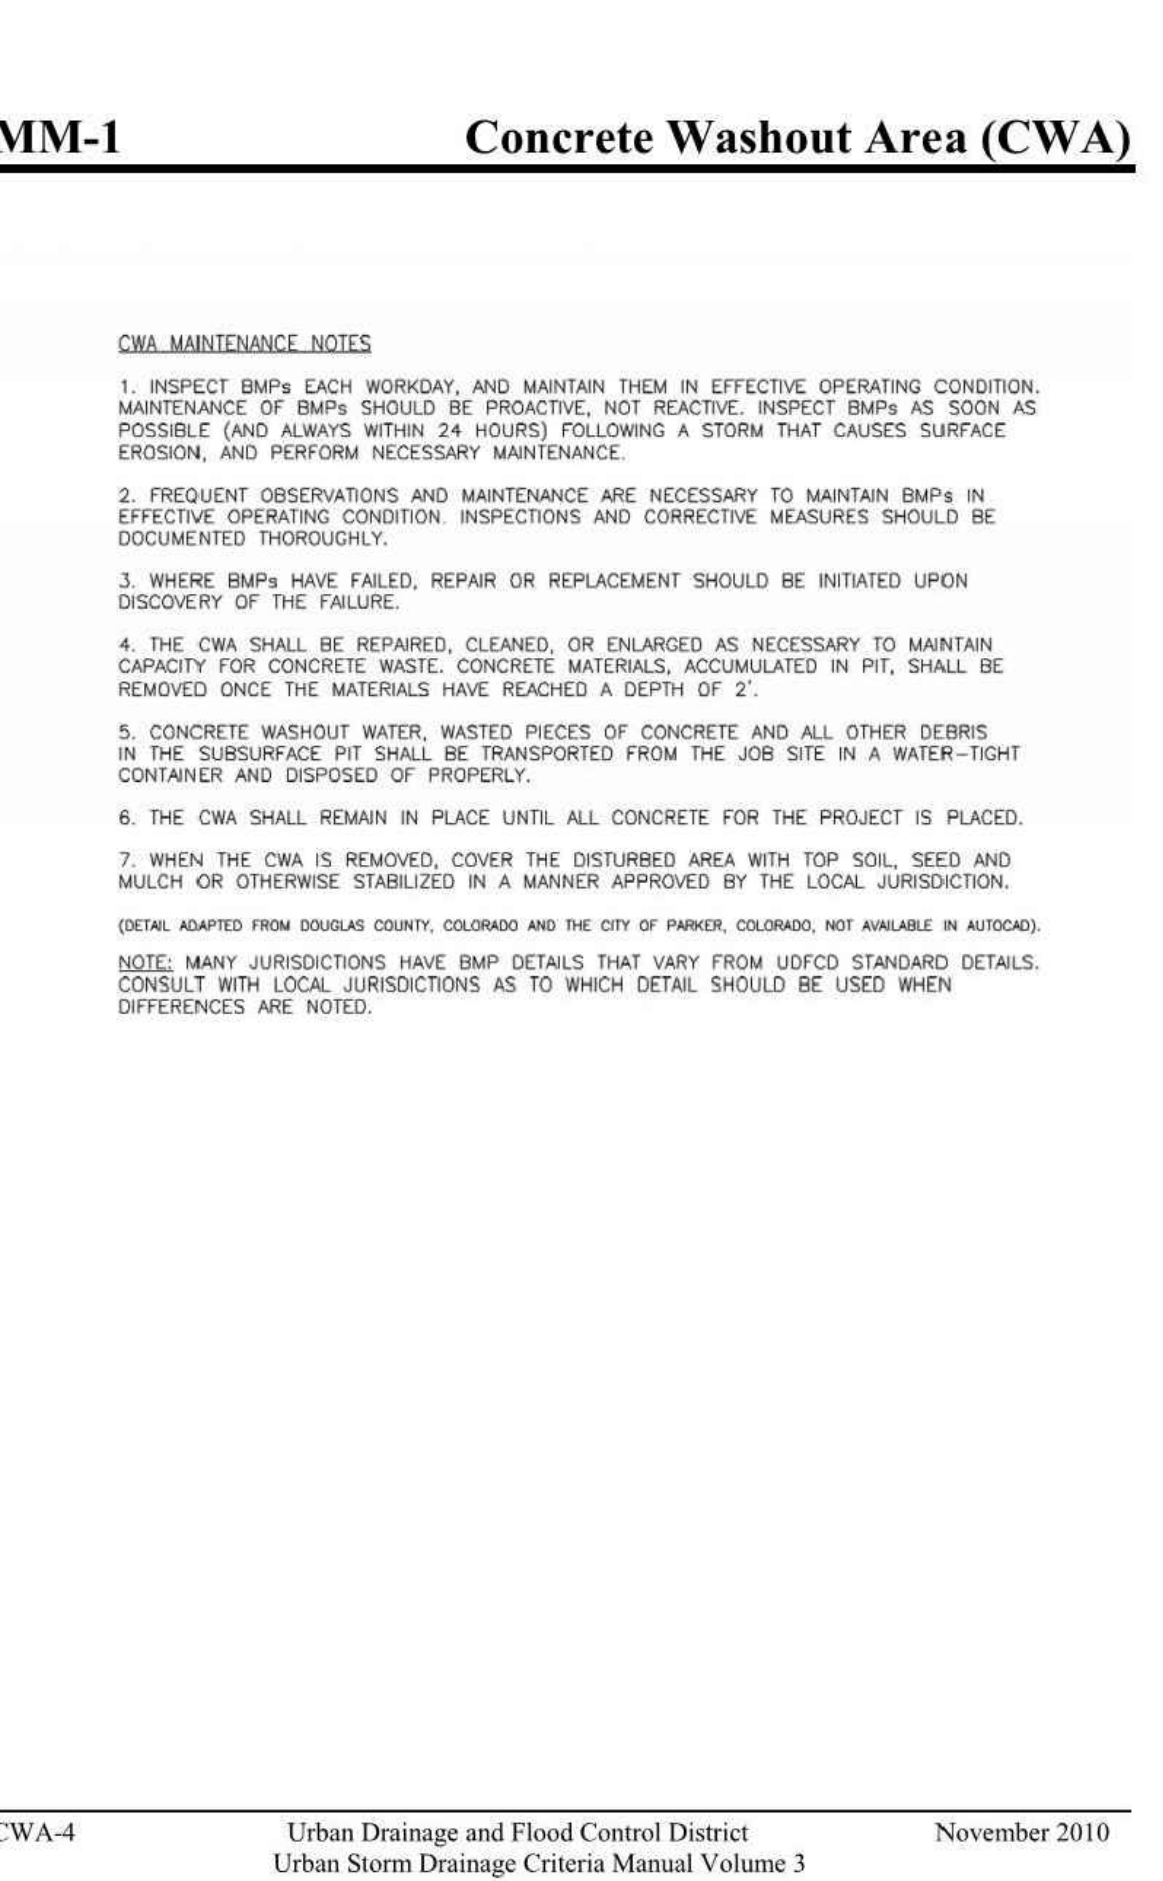 MM-1 Concrete Washout Area (CWA)
CWA MAINTENANCE NOTES
1. INSPECT BMPs EACH WORKDAY, AND MAINTAIN THEM IN EFFECTIVE OPERATING CONDITION.
MAINTENANCE OF BMPs SHOULD BE PROACTIVE, NOT REACTIVE. INSPECT BMPs AS SOON AS
POSSIBLE (AND ALWAYS WITHIN 24 HOURS) FOLLOWING A STORM THAT CAUSES SURFACE
EROSION, AND PERFORM NECESSARY MAINTENANCE.
2. FREQUENT OBSERVATIONS AND MAINTENANCE ARE NECESSARY TO MAINTAIN BMPs IN
EFFECTIVE OPERATING CONDITION. INSPECTIONS AND CORRECTIVE MEASURES SHOULD BE
DOCUMENTED THOROUGHLY.
3. WHERE BMPs HAVE FAILED, REPAIR OR REPLACEMENT SHOULD BE INITIATED UPON
DISCOVERY OF THE FAILURE.
4. THE CWA SHALL BE REPAIRED, CLEANED, OR ENLARGED AS NECESSARY TO MAINTAIN
CAPACITY FOR CONCRETE WASTE. CONCRETE MATERIALS, ACCUMULATED IN PIT, SHALL BE
REMOVED ONCE THE MATERIALS HAVE REACHED A DEPTH OF 2'.
5. CONCRETE WASHOUT WATER, WASTED PIECES OF CONCRETE AND ALL OTHER DEBRIS
IN THE SUBSURFACE PIT SHALL BE TRANSPORTED FROM THE JOB SITE IN A WATER-TIGHT
CONTAINER AND DISPOSED OF PROPERLY.
6. THE CWA SHALL REMAIN IN PLACE UNTIL ALL CONCRETE FOR THE PROJECT IS PLACED.
7. WHEN THE CWA IS REMOVED, COVER THE DISTURBED AREA WITH TOP SOIL, SEED AND
MULCH OR OTHERWISE STABILIZED IN A MANNER APPROVED BY THE LOCAL JURISDICTION.
(DETAIL ADAPTED FROM DOUGLAS COUNTY, COLORADO AND THE CITY OF PARKER, COLORADO, NOT AVAILABLE IN AUTOCAD).
NOTE: MANY JURISDICTIONS HAVE BMP DETAILS THAT VARY FROM UDFCD STANDARD DETAILS.
CONSULT WITH LOCAL JURISDICTIONS AS TO WHICH DETAIL SHOULD BE USED WHEN
DIFFERENCES ARE NOTED.
CWA-4 Urban Drainage and Flood Control District November 2010
Urban Storm Drainage Criteria Manual Volume 3